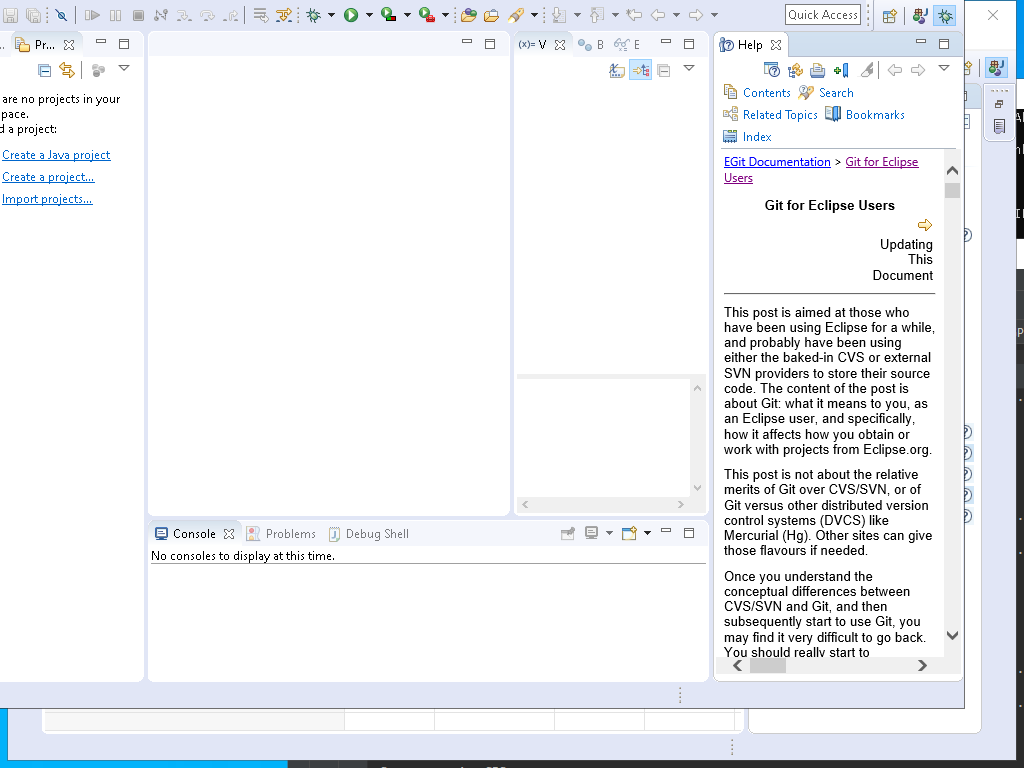 Quick Access
Pr...
(x)= V
B
E
Help
are no projects in your
pace.
d a project:
Create a Java project
Create a project...
Import projects...
Contents
Search
Related Topics
Bookmarks
Index
EGit Documentation > Git for Eclipse
Users
Git for Eclipse Users
Updating
This
Document
This post is aimed at those who
have been using Eclipse for a while,
and probably have been using
either the baked-in CVS or external
SVN providers to store their source
code. The content of the post is
about Git: what it means to you, as
an Eclipse user, and specifically,
how it affects how you obtain or
work with projects from Eclipse.org.
This post is not about the relative
merits of Git over CVS/SVN, or of
Git versus other distributed version
control systems (DVCS) like
Mercurial (Hg). Other sites can give
those flavours if needed.
Once you understand the
conceptual differences between
CVS/SVN and Git, and then
subsequently start to use Git, you
may find it very difficult to go back.
You should really start to
Console
Problems
Debug Shell
No consoles to display at this time.